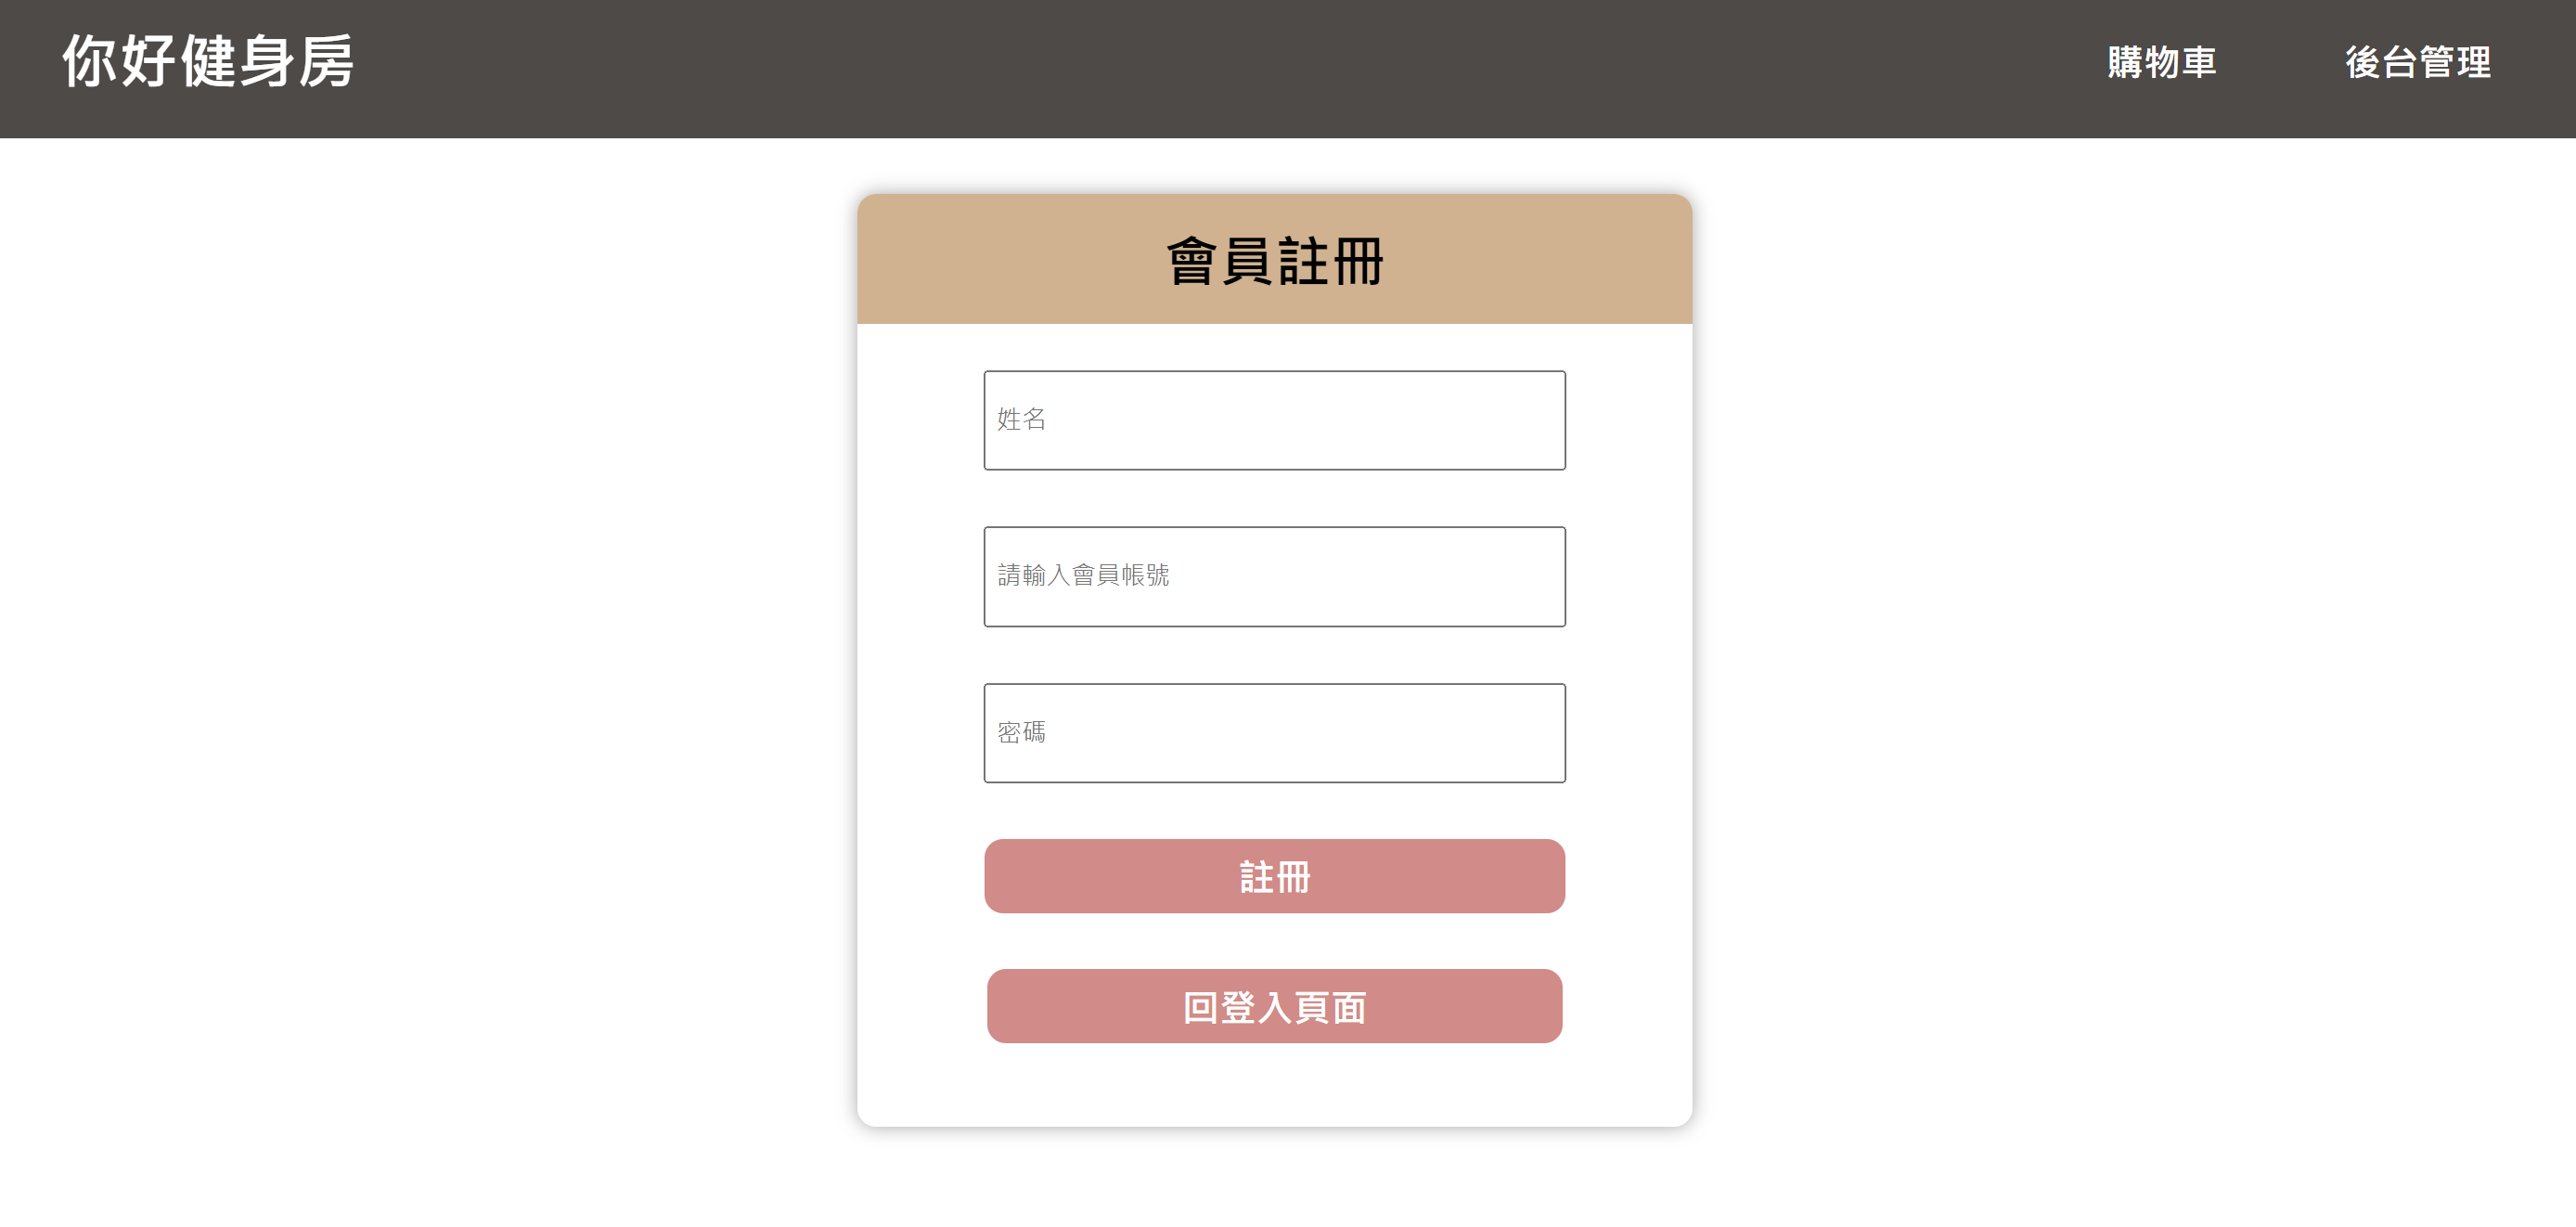 你好健身房
購物車
後台管理
會員註冊
姓名
請輸入會員帳號
密碼
註冊
回登入頁面